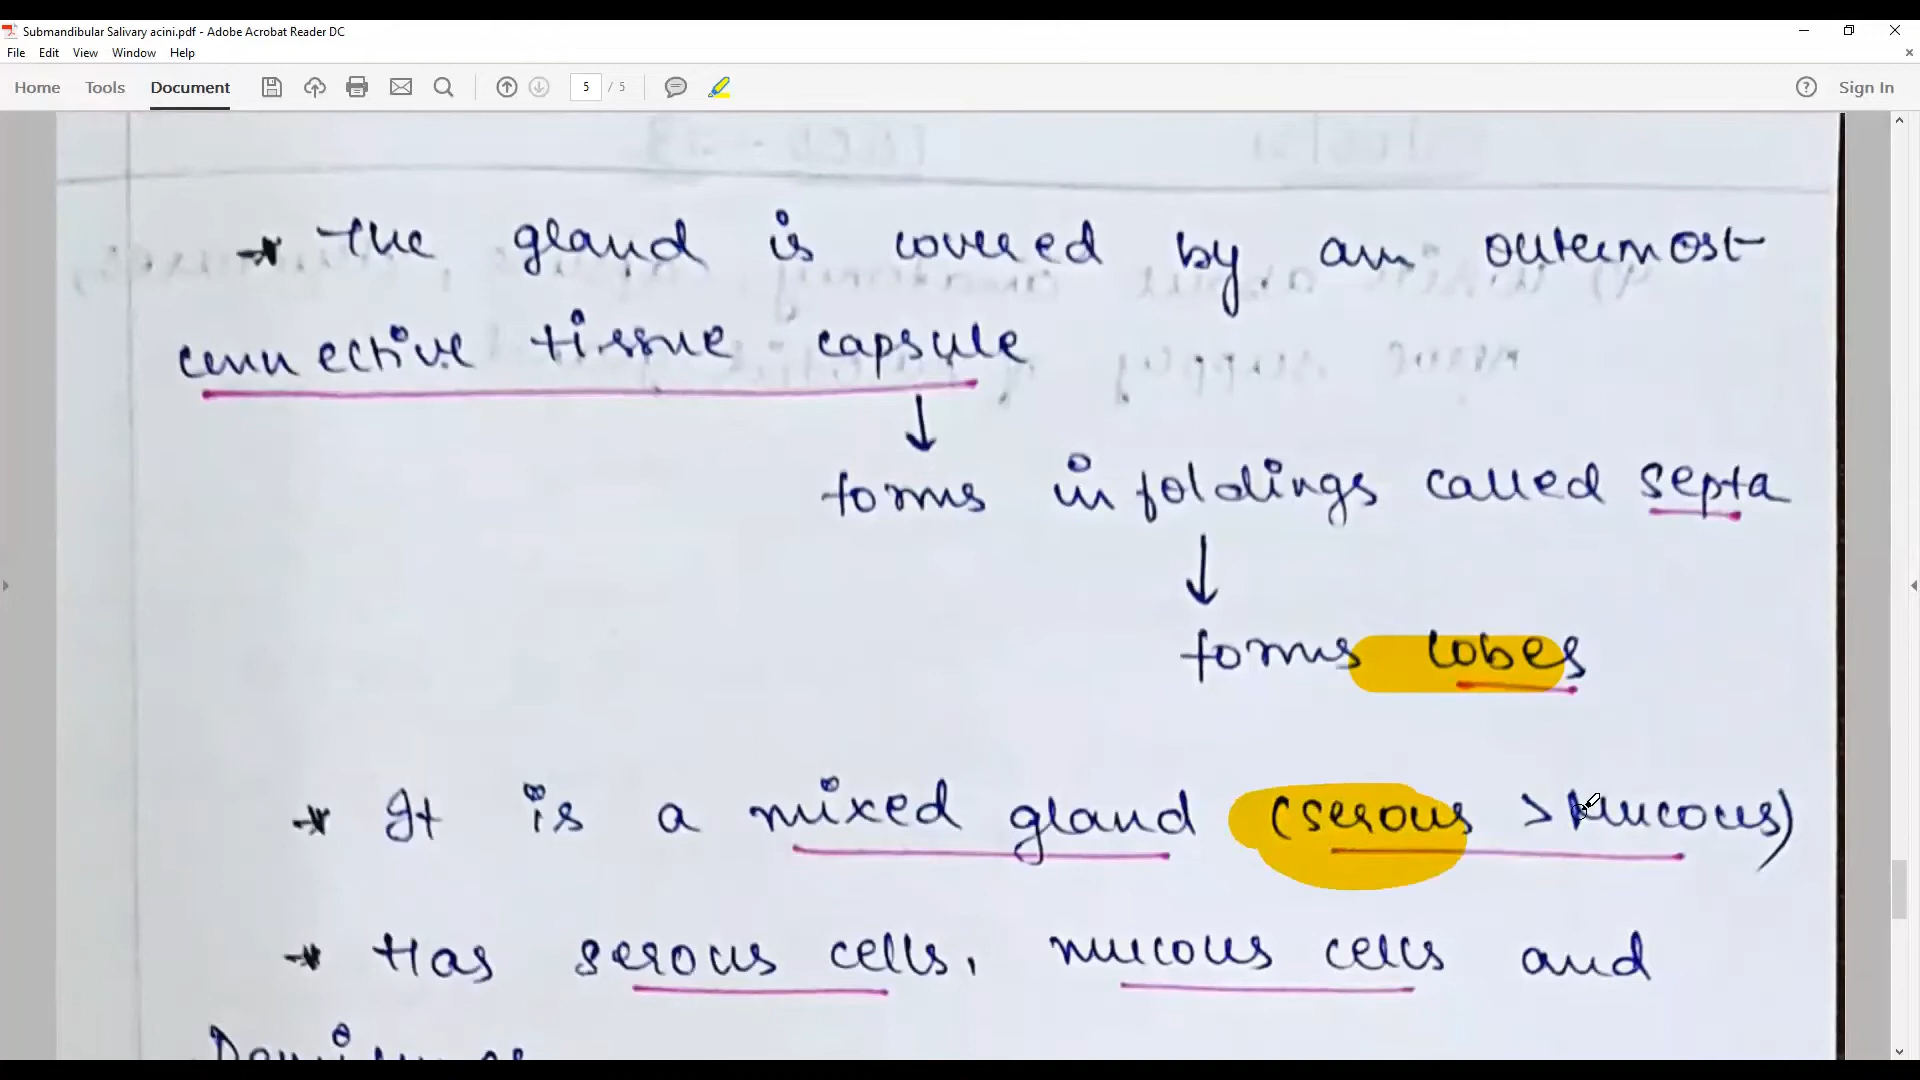 Submandibular Salivary acini.pdf - Adobe Acrobat Reader DC
File Edit View Window Help
Home Tools Document 5 / 5 Sign In
The gland is covered by an outermost
connective tissue capsule
↓
forms infoldings called septa
↓
forms lobes
It is a mixed gland (serous > Mucous)
Has serous cells, mucous cells and